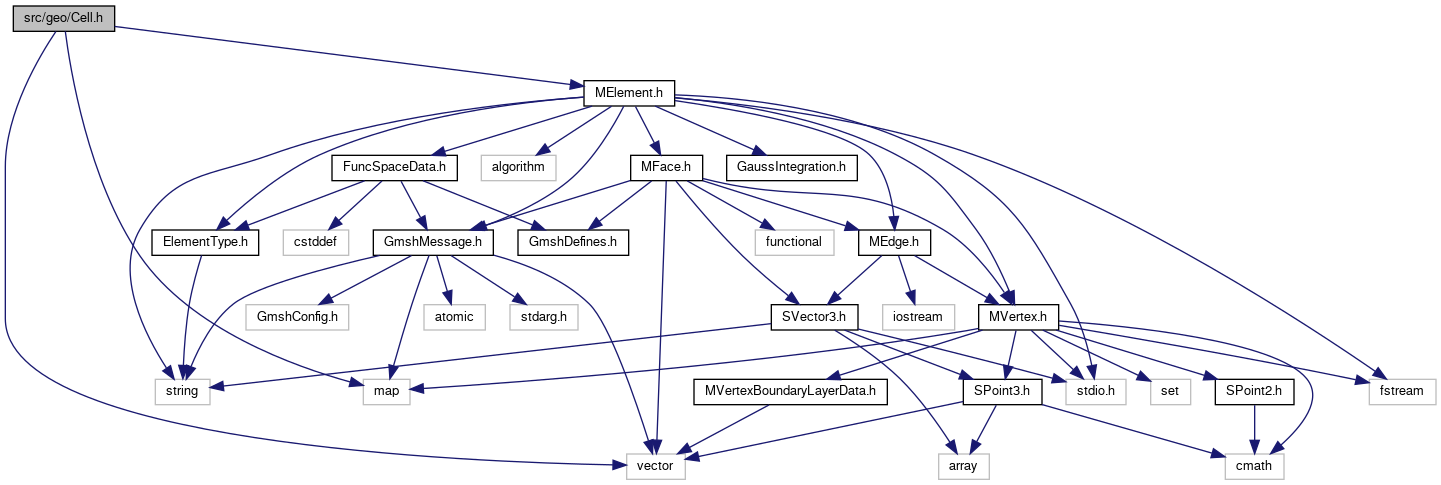 src/geo/Cell.h
MElement.h
FuncSpaceData.h
algorithm
MFace.h
GaussIntegration.h
ElementType.h
cstddef
GmshMessage.h
GmshDefines.h
functional
MEdge.h
GmshConfig.h
atomic
stdarg.h
SVector3.h
iostream
MVertex.h
string
map
MVertexBoundaryLayerData.h
SPoint3.h
stdio.h
set
SPoint2.h
fstream
vector
array
cmath